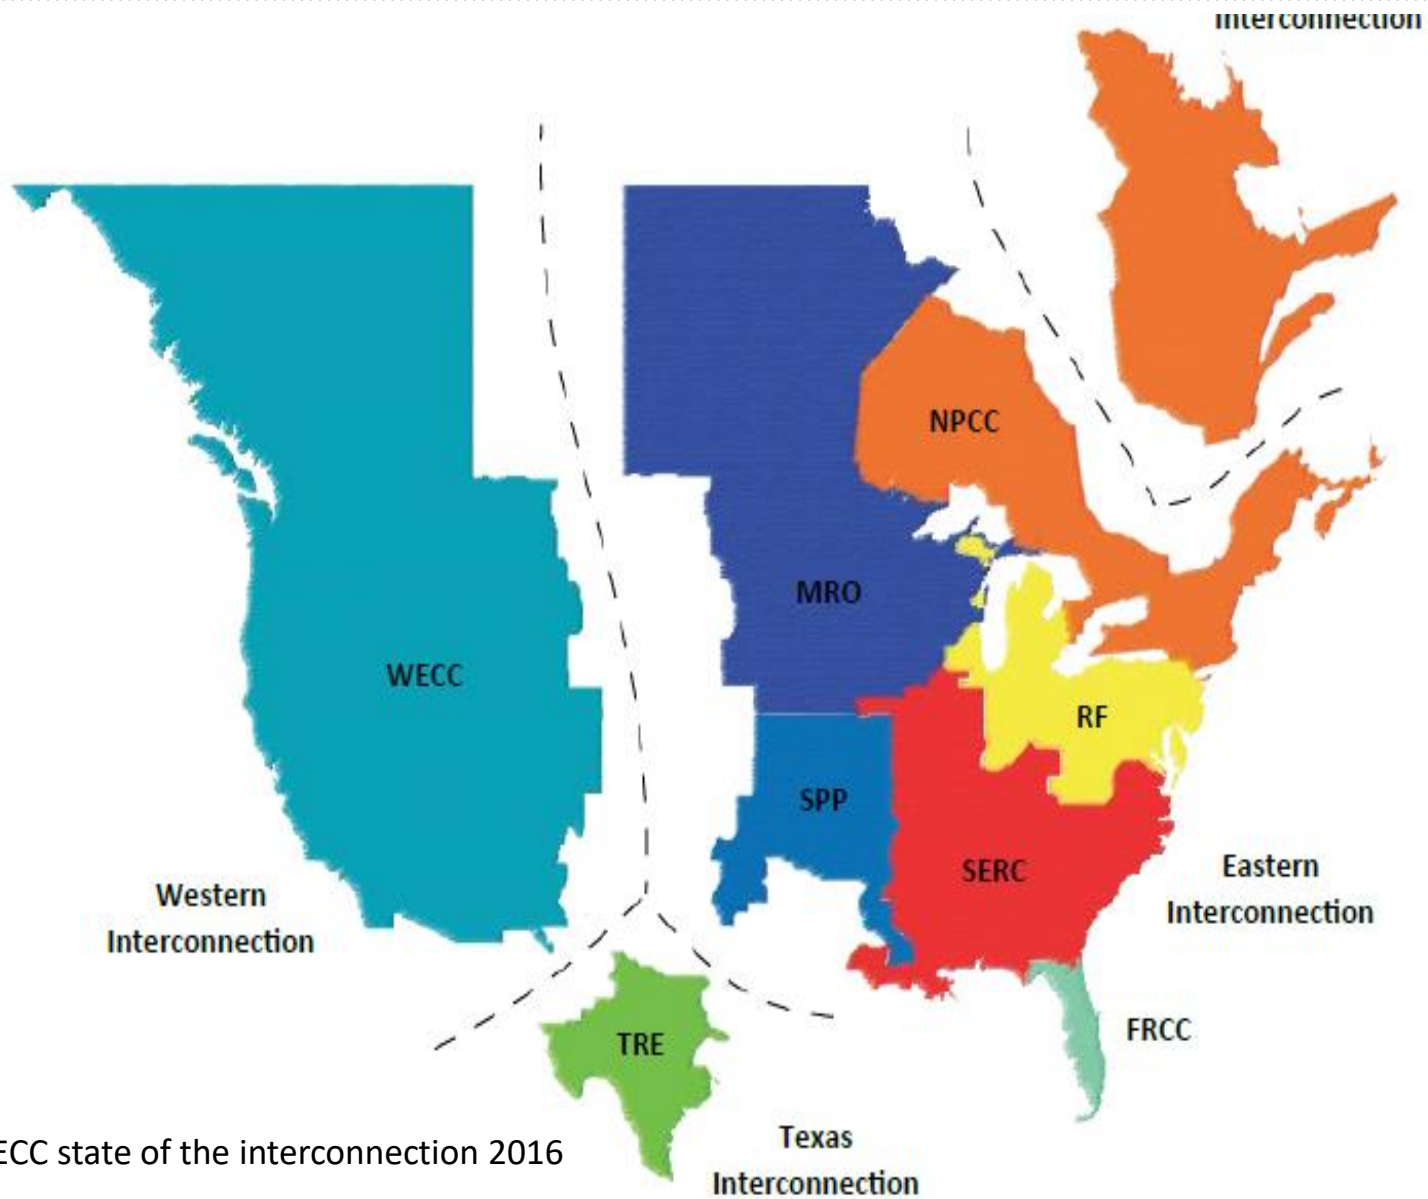 Interconnection
NPCC
MRO
WECC
RF
SPP
SERC
Eastern
Interconnection
Western
Interconnection
FRCC
TRE
Texas
Interconnection
ECC state of the interconnection 2016